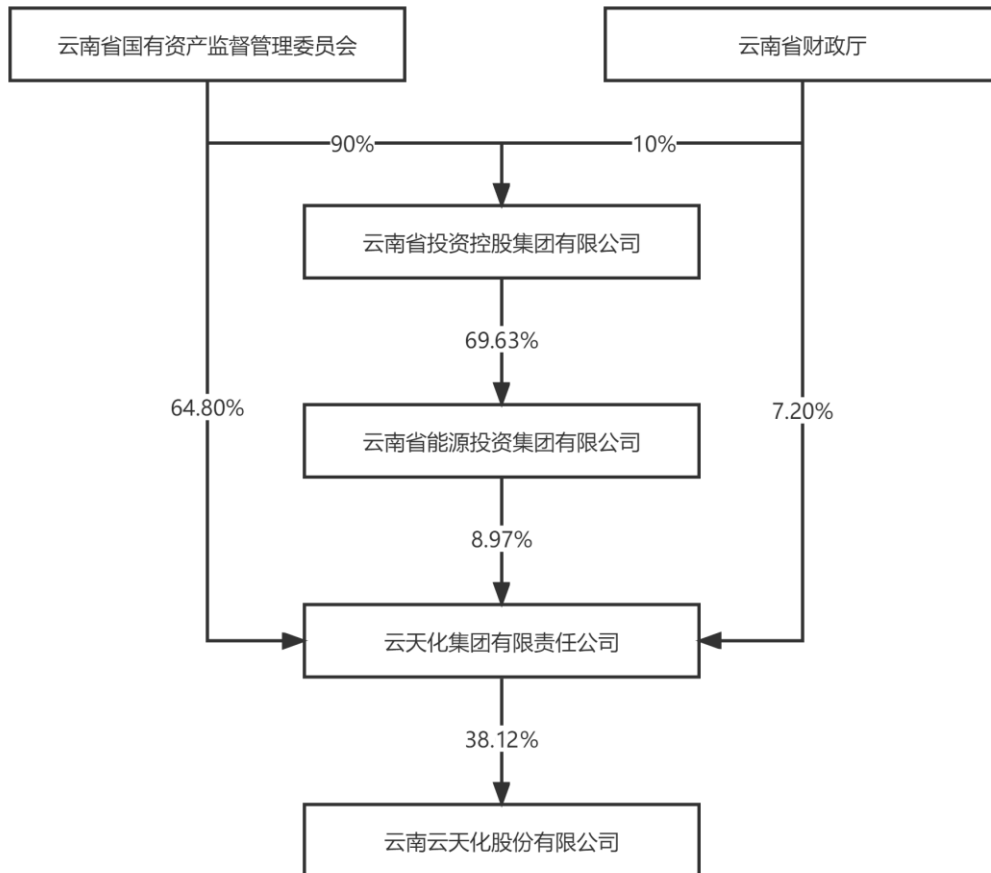 云南省国有资产监督管理委员会
云南省财政厅
90%
10%
云南省投资控股集团有限公司
69.63%
64.80%
7.20%
云南省能源投资集团有限公司
8.97%
云天化集团有限责任公司
38.12%
云南云天化股份有限公司